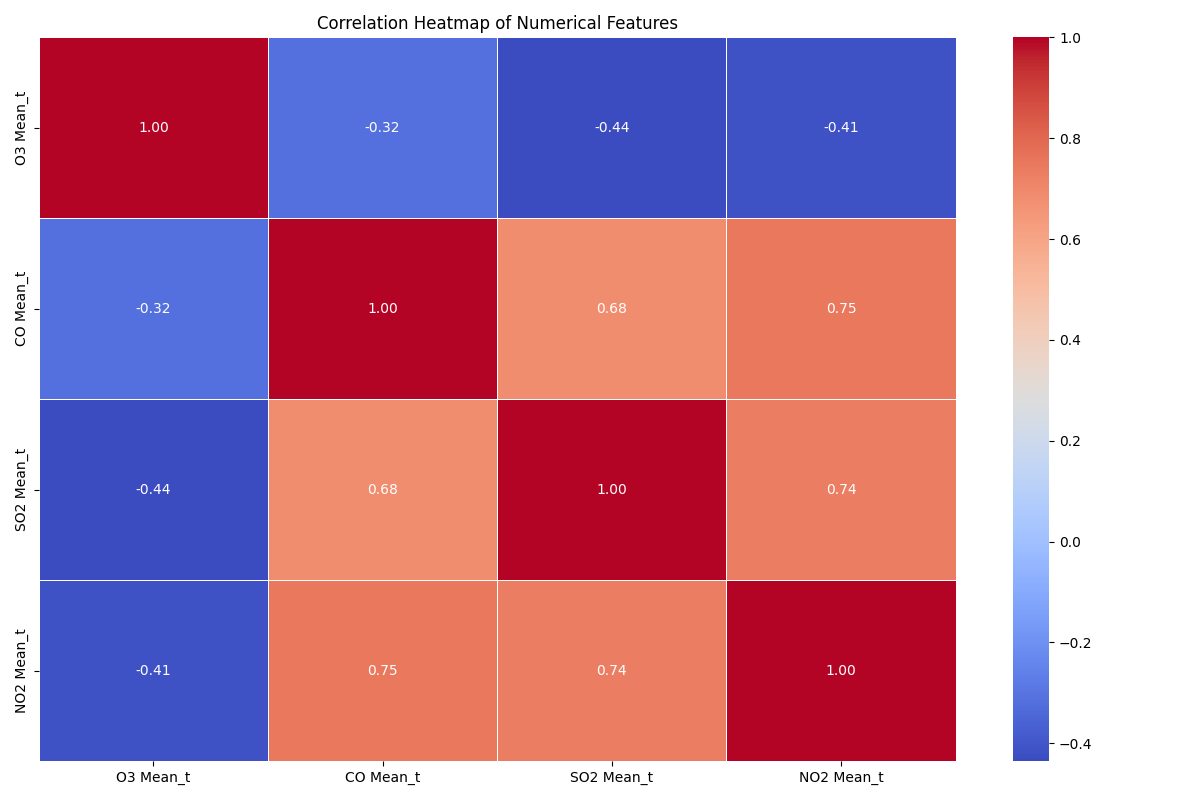 Correlation Heatmap of Numerical Features
O3 Mean_t
1.00
-0.32
-0.44
-0.41
CO Mean_t
-0.32
1.00
0.68
0.75
SO2 Mean_t
-0.44
0.68
1.00
0.74
NO2 Mean_t
-0.41
0.75
0.74
1.00
O3 Mean_t
CO Mean_t
SO2 Mean_t
NO2 Mean_t
1.0
0.8
0.6
0.4
0.2
0.0
−0.2
−0.4